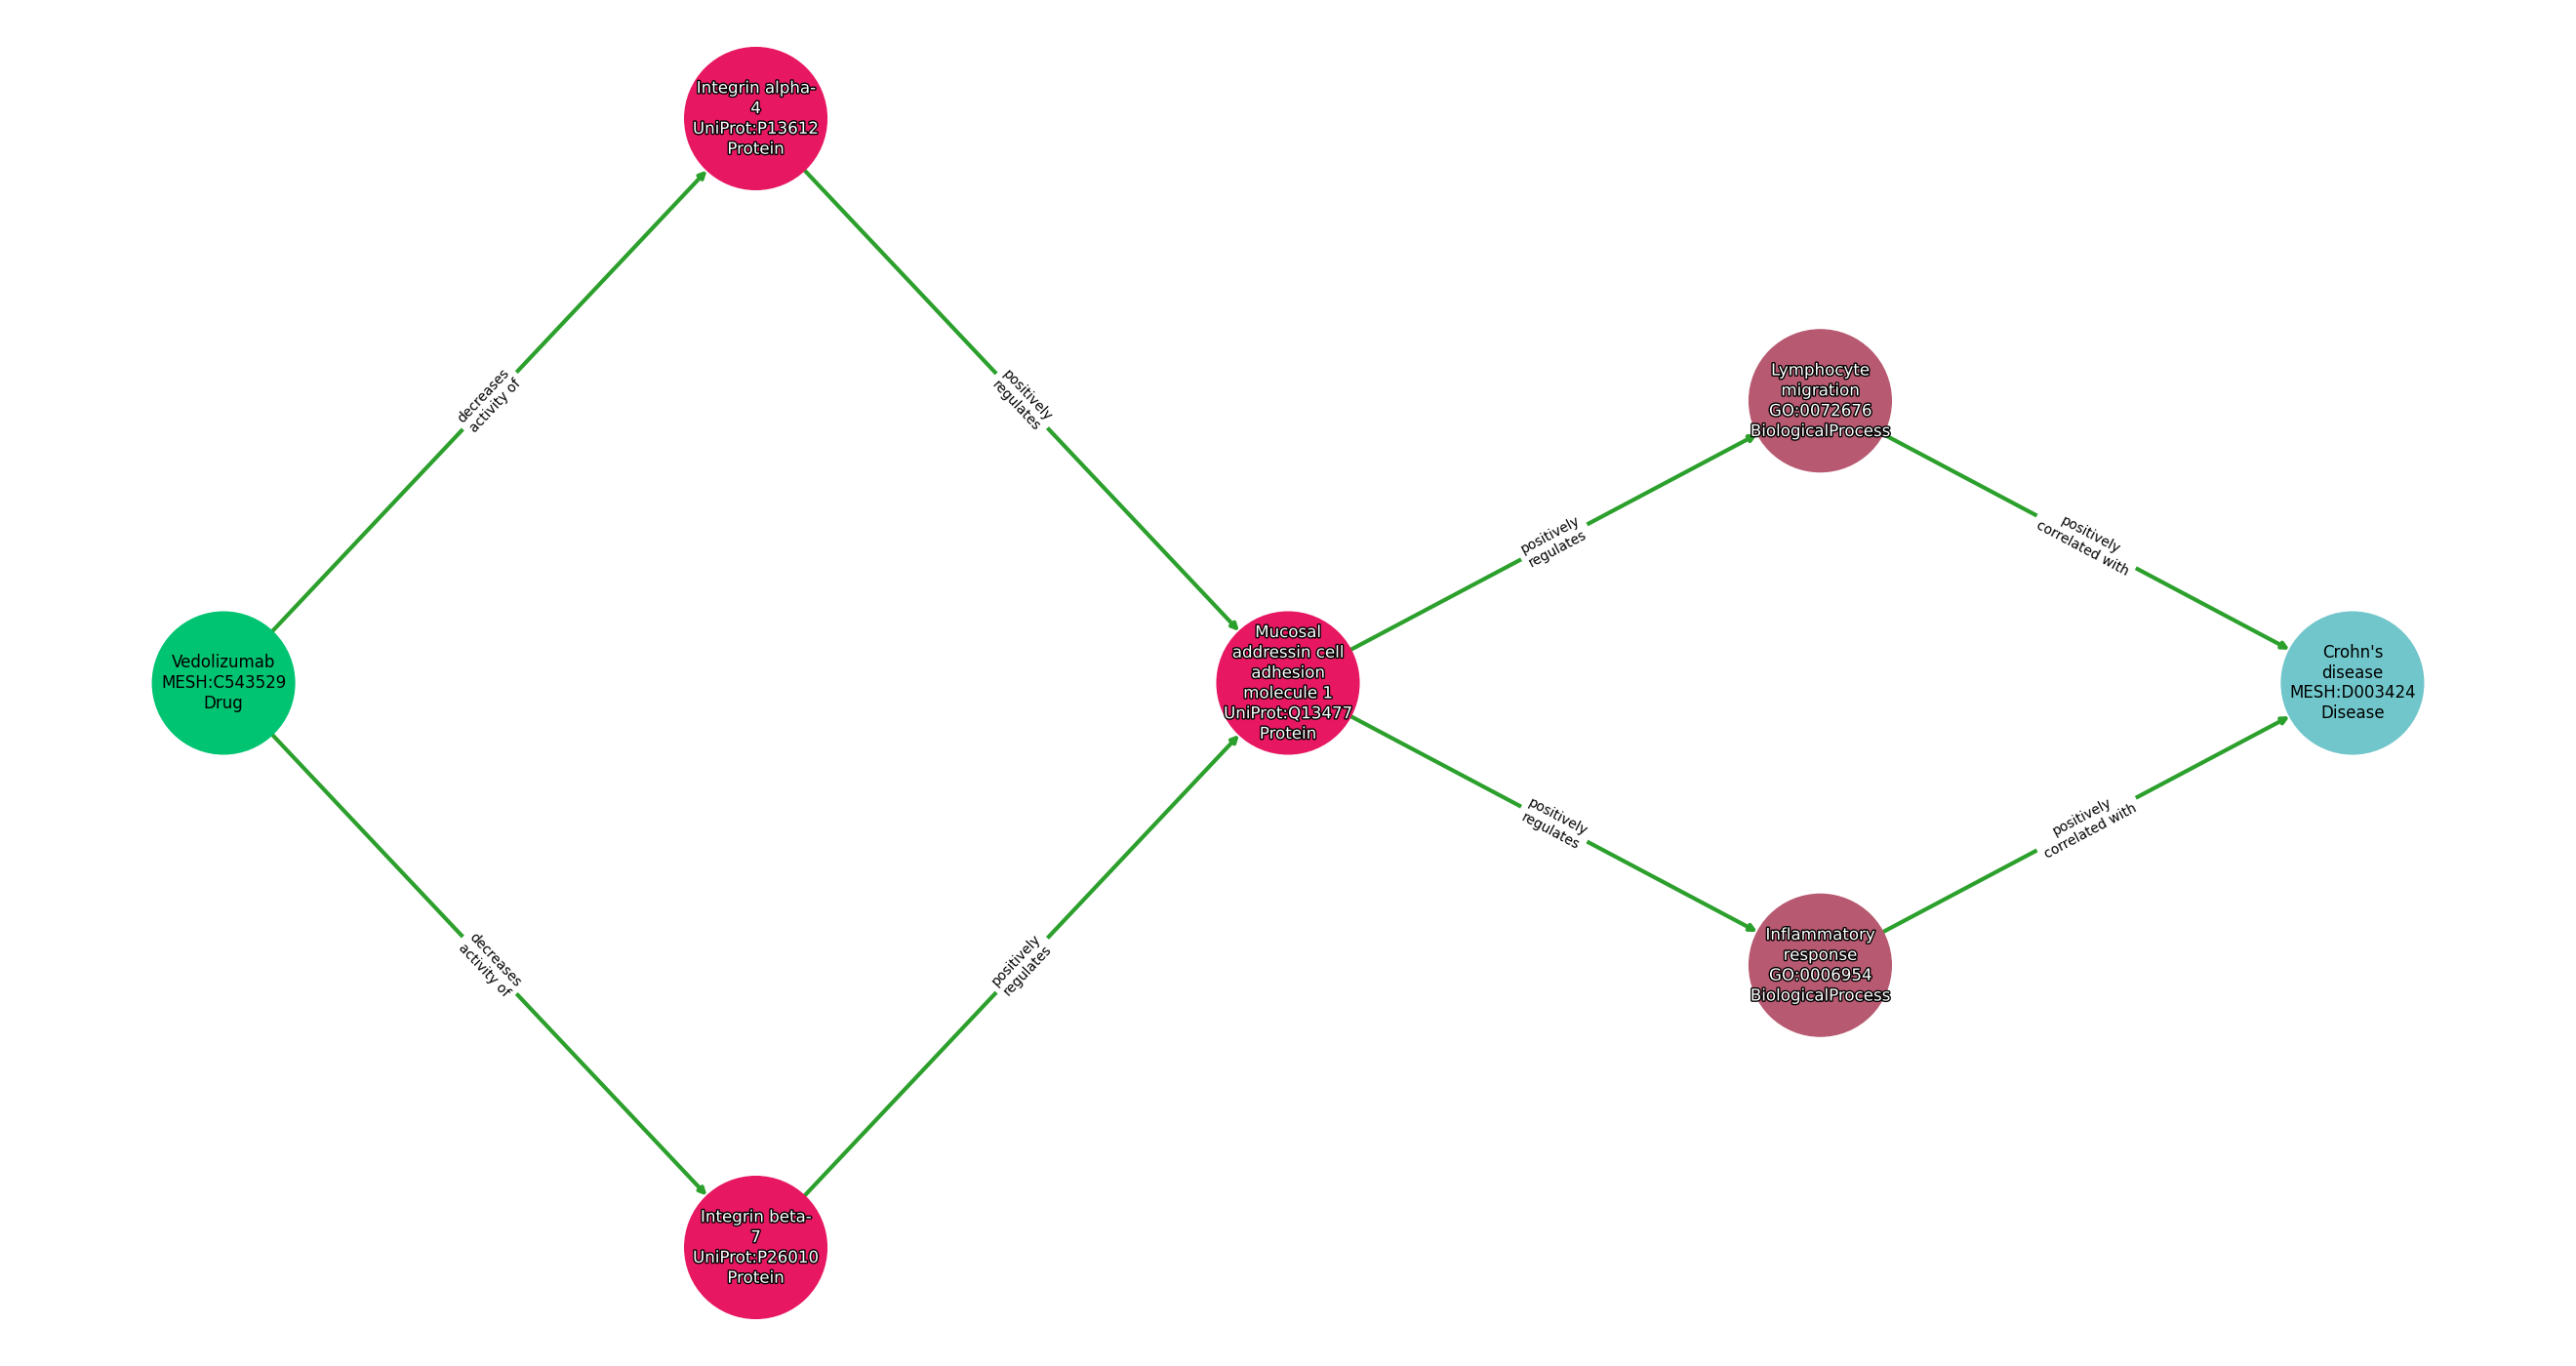 Integrin alpha-
4
UniProt:P13612
Protein
decreases
activity of
positively
regulates
Lymphocyte
migration
GO:0072676
BiologicalProcess
positively
regulates
positively
correlated with
Vedolizumab
MESH:C543529
Drug
Mucosal
addressin cell
adhesion
molecule 1
UniProt:Q13477
Protein
Crohn's
disease
MESH:D003424
Disease
positively
regulates
positively
correlated with
decreases
activity of
positively
regulates
Inflammatory
response
GO:0006954
BiologicalProcess
Integrin beta-
7
UniProt:P26010
Protein